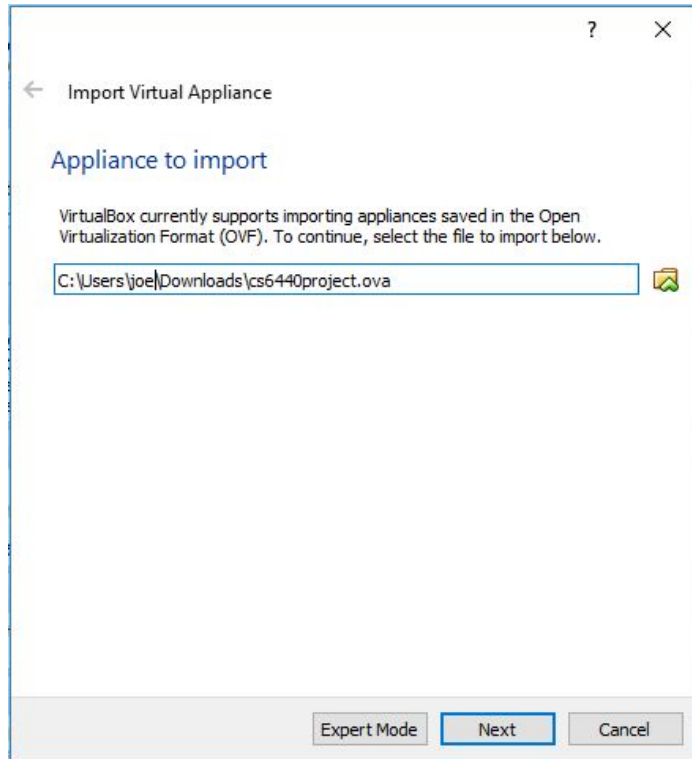 ?
Import Virtual Appliance
Appliance to import
VirtualBox currently supports importing appliances saved in the Open
Virtualization Format (OVF). To continue, select the file to import below.
C:\Users\joel\Downloads\cs6440project.ova
Expert Mode Next Cancel